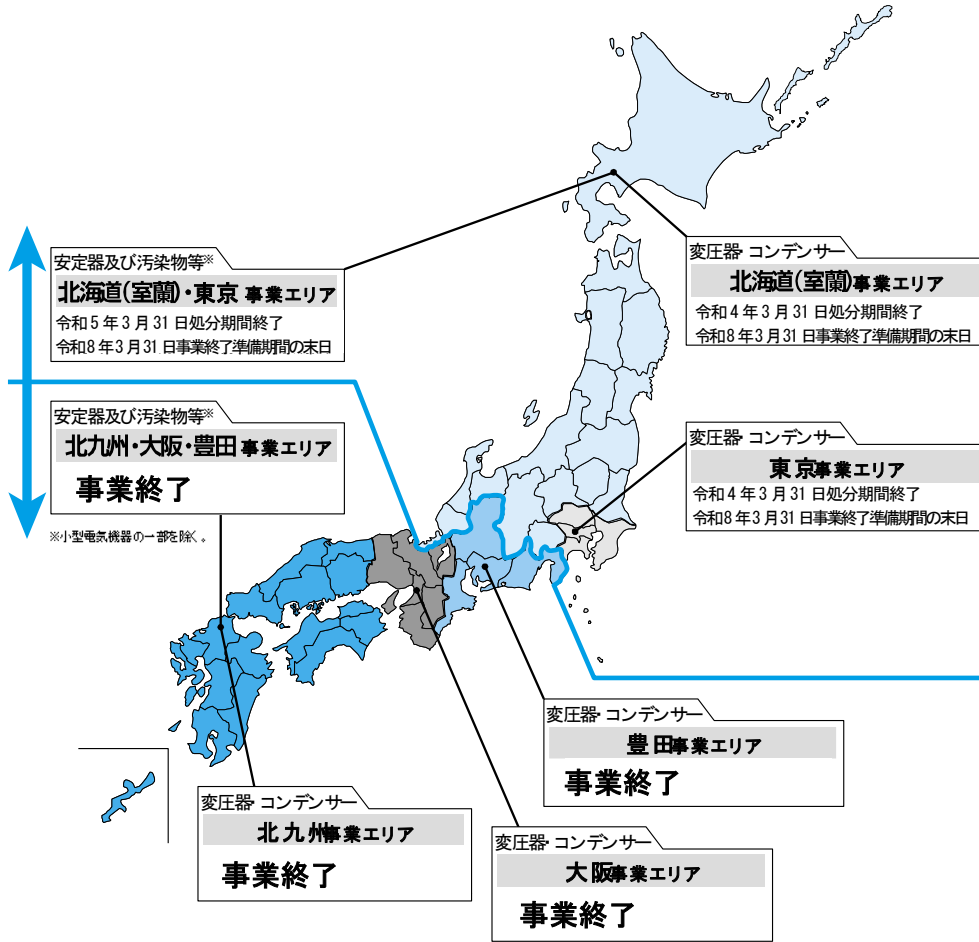 安定器及び汚染物等※
北海道(室蘭)・東京 事業エリア
令和5年3月31日処分期間終了
令和8年3月31日事業終了準備期間の末日
変圧器・コンデンサー
北海道(室蘭)事業エリア
令和4年3月31日処分期間終了
令和8年3月31日事業終了準備期間の末日
安定器及び汚染物等※
北九州・大阪・豊田 事業エリア
事業終了
※小型電気機器の一部を除く。
変圧器・コンデンサー
東京事業エリア
令和4年3月31日処分期間終了
令和8年3月31日事業終了準備期間の末日
変圧器・コンデンサー
豊田事業エリア
事業終了
変圧器・コンデンサー
北九州事業エリア
事業終了
変圧器・コンデンサー
大阪事業エリア
事業終了